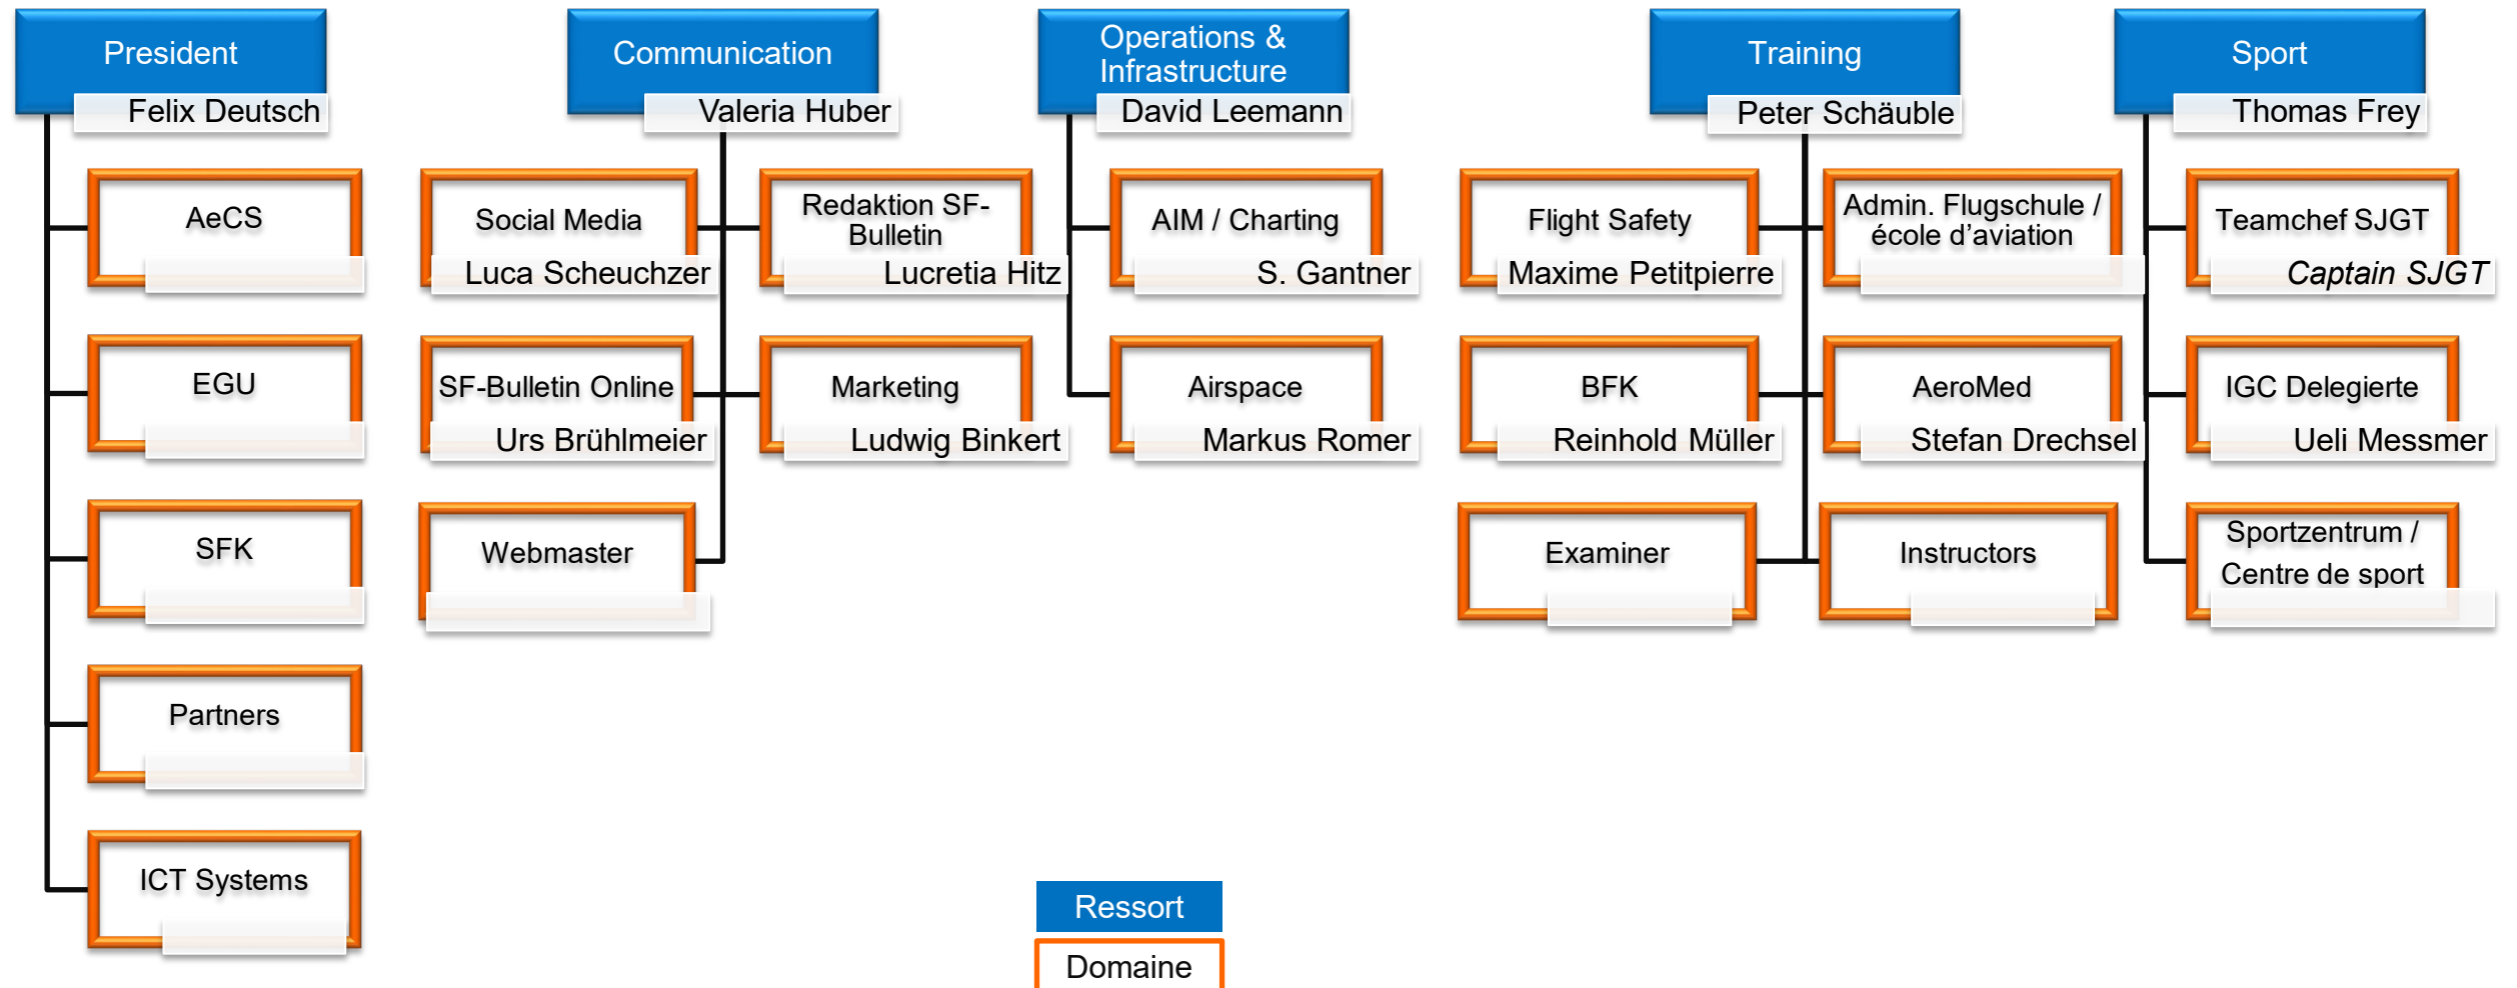 President
Felix Deutsch
AeCS
EGU
SFK
Partners
ICT Systems
Communication
Valeria Huber
Social Media
Luca Scheuchzer
Redaktion SF-
Bulletin
Lucretia Hitz
SF-Bulletin Online
Urs Brühlmeier
Marketing
Ludwig Binkert
Webmaster
Operations &
Infrastructure
David Leemann
AIM / Charting
S. Gantner
Airspace
Markus Romer
Training
Peter Schäuble
Flight Safety
Maxime Petitpierre
Admin. Flugschule /
école d’aviation
BFK
Reinhold Müller
AeroMed
Stefan Drechsel
Examiner
Instructors
Sport
Thomas Frey
Teamchef SJGT
Captain SJGT
IGC Delegierte
Ueli Messmer
Sportzentrum /
Centre de sport
Ressort
Domaine